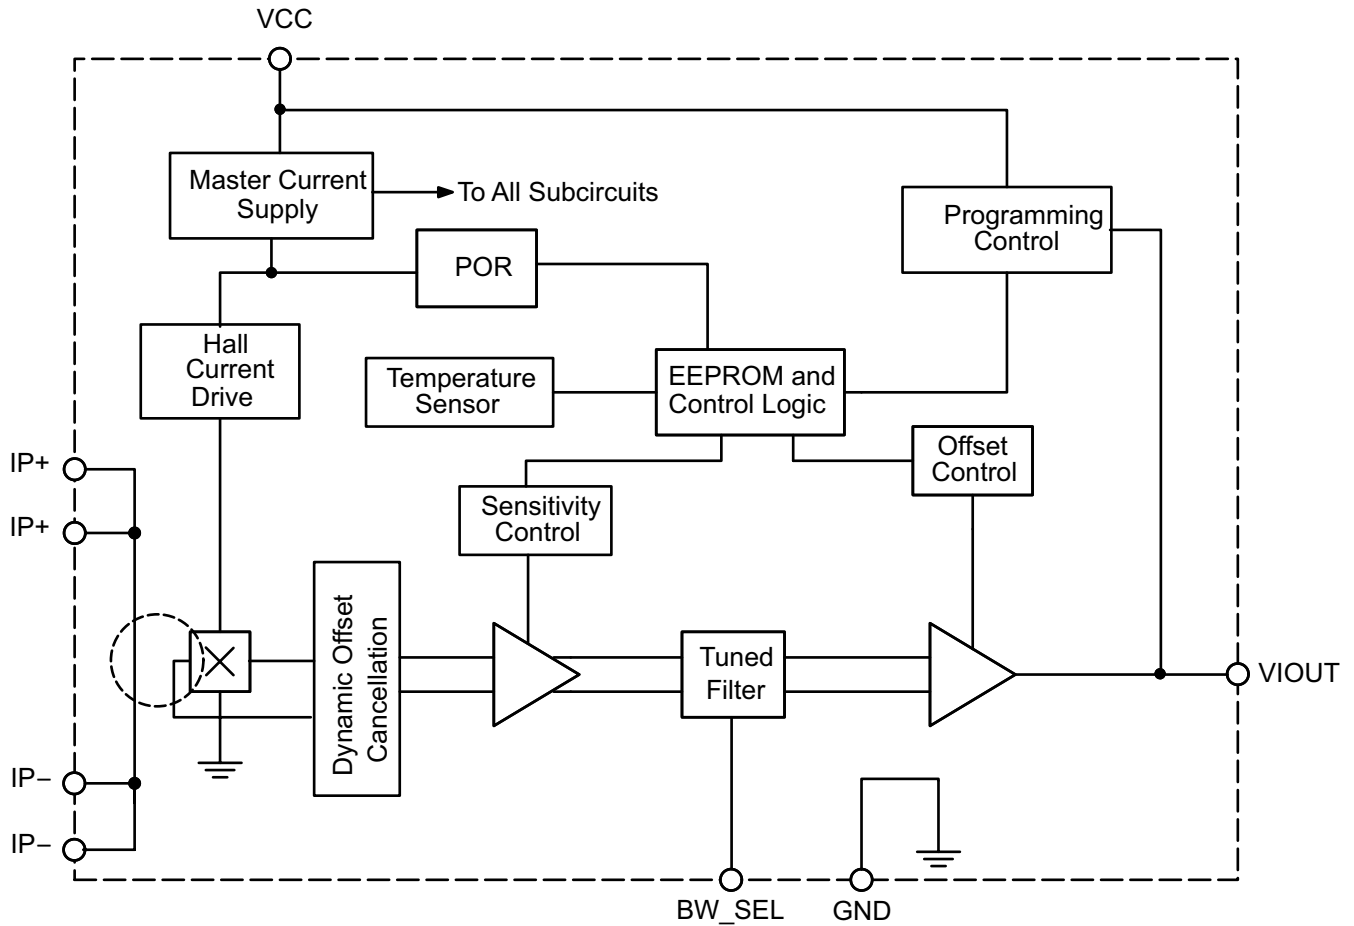 VCC
Master Current
Supply
To All Subcircuits
Programming
Control
POR
Hall
Current
Drive
Temperature
Sensor
EEPROM and
Control Logic
Offset
Control
IP+
IP+
Sensitivity
Control
Dynamic Offset
Cancellation
Tuned
Filter
VIOUT
IP–
IP–
BW_SEL
GND